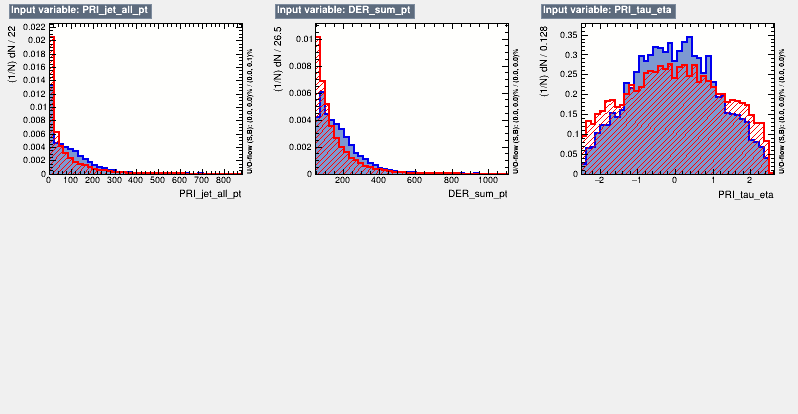 Input variable: PRI_jet_all_pt
(1/N) dN / 22
0.022
0.02
0.018
0.016
0.014
0.012
0.01
0.008
0.006
0.004
0.002
0
0 100 200 300 400 500 600 700 800
PRI_jet_all_pt
U/O-flow (S,B): (0.0, 0.0)% / (0.0, 0.1)%
Input variable: DER_sum_pt
(1/N) dN / 26.5
0.01
0.008
0.006
0.004
0.002
0
200 400 600 800 1000
DER_sum_pt
U/O-flow (S,B): (0.0, 0.0)% / (0.0, 0.0)%
Input variable: PRI_tau_eta
(1/N) dN / 0.128
0.35
0.3
0.25
0.2
0.15
0.1
0.05
0
−2 −1 0 1 2
PRI_tau_eta
U/O-flow (S,B): (0.0, 0.0)% / (0.0, 0.0)%